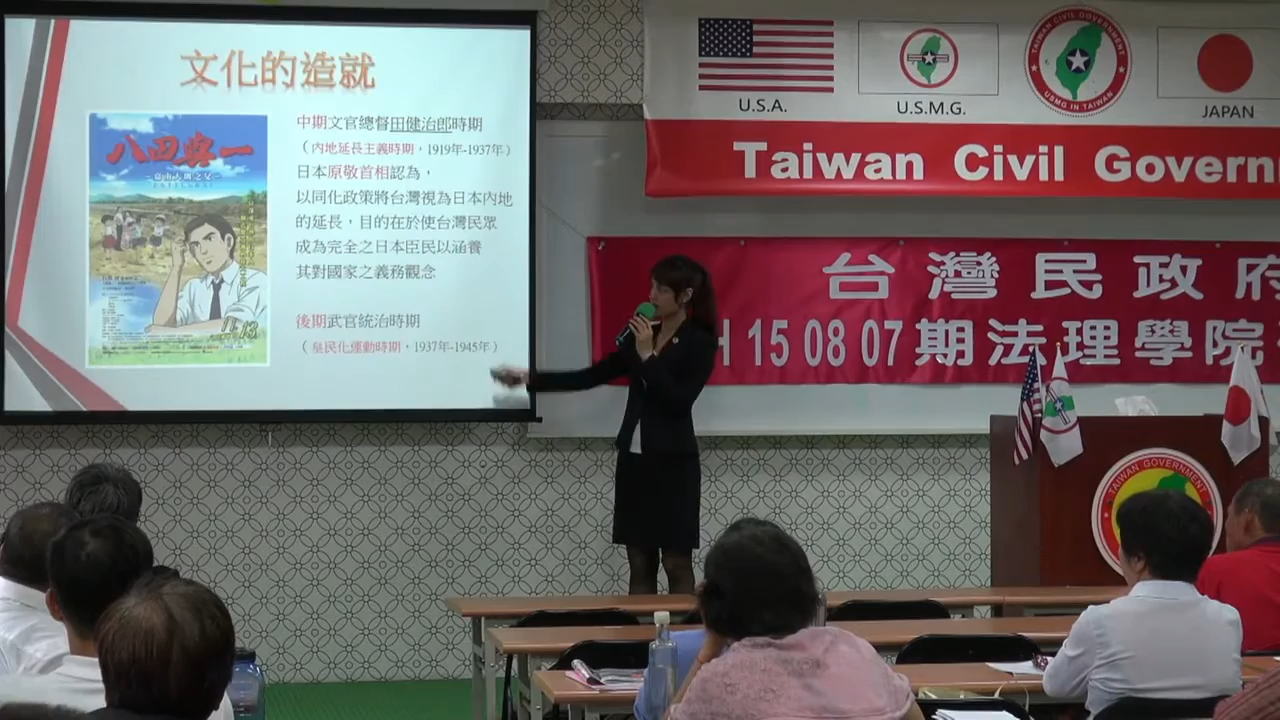 文化的造就
八田與一
中期文官總督田健治郎時期
（內地延長主義時期，1919年-1937年）
日本原敬首相認為，
以同化政策將台灣視為日本內地
的延長，目的在於使台灣民眾
成為完全之日本臣民以涵養
其對國家之義務觀念
後期武官統治時期
（皇民化運動時期，1937年-1945年）
U.S.A.
U.S.M.G.
TAIWAN CIVIL GOVERNMENT
USMG IN TAIWAN
JAPAN
Taiwan Civil Govern
台灣民政府
H 15 08 07期法理學院
TAIWAN GOVERNMENT